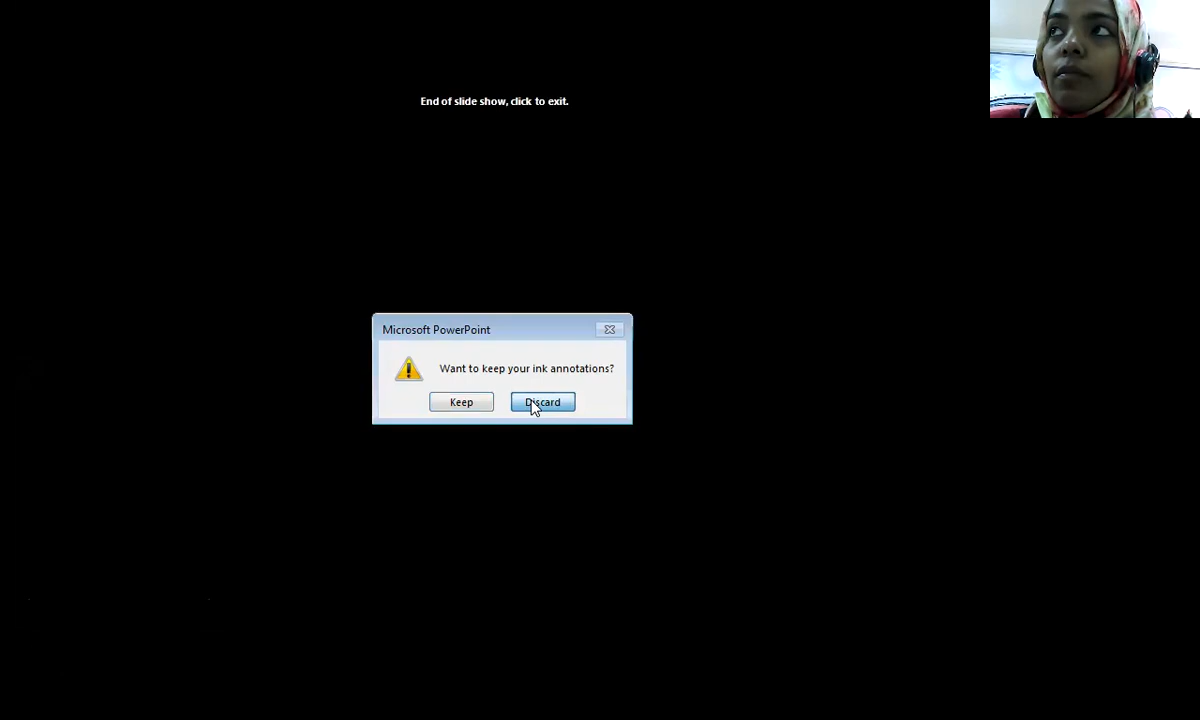 End of slide show, click to exit.
Microsoft PowerPoint
Want to keep your ink annotations?
Keep
Discard